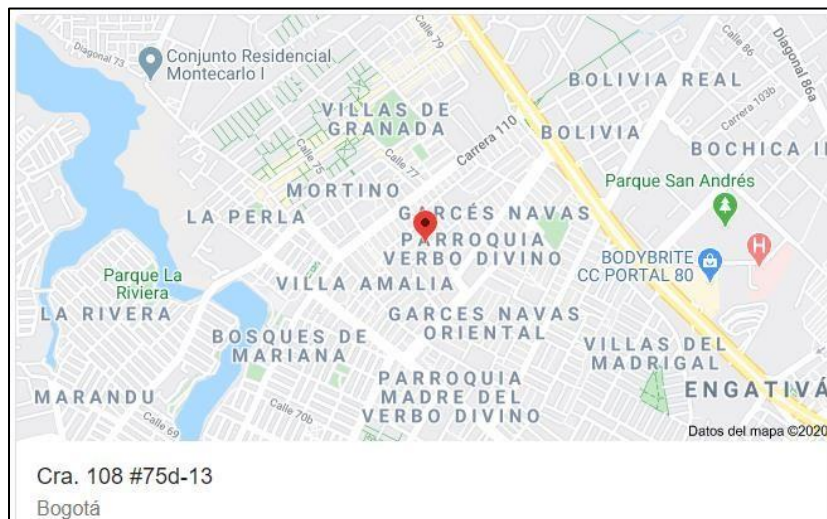 Diagonal 73
Conjunto Residencial
Montecarlo I
Calle 79
Calle 86
Diagonal 86a
BOLIVIA REAL
Carrera 103b
VILLAS DE
GRANADA
BOLIVIA
Carrera 110
BOCHICA II
Calle 75
Calle 77
Parque San Andrés
MORTIÑO
LA PERLA
GARCÉS NAVAS
PARROQUIA
VERBO DIVINO
H
BODYBRITE
CC PORTAL 80
Parque La
Riviera
VILLA AMALIA
LA RIVERA
GARCES NAVAS
ORIENTAL
BOSQUES DE
MARIANA
VILLAS DEL
MADRIGAL
PARROQUIA
MADRE DEL
VERBO DIVINO
ENGATIVÁ
MARANDU
Calle 70b
Calle 69
Datos del mapa ©2020
Cra. 108 #75d-13
Bogotá